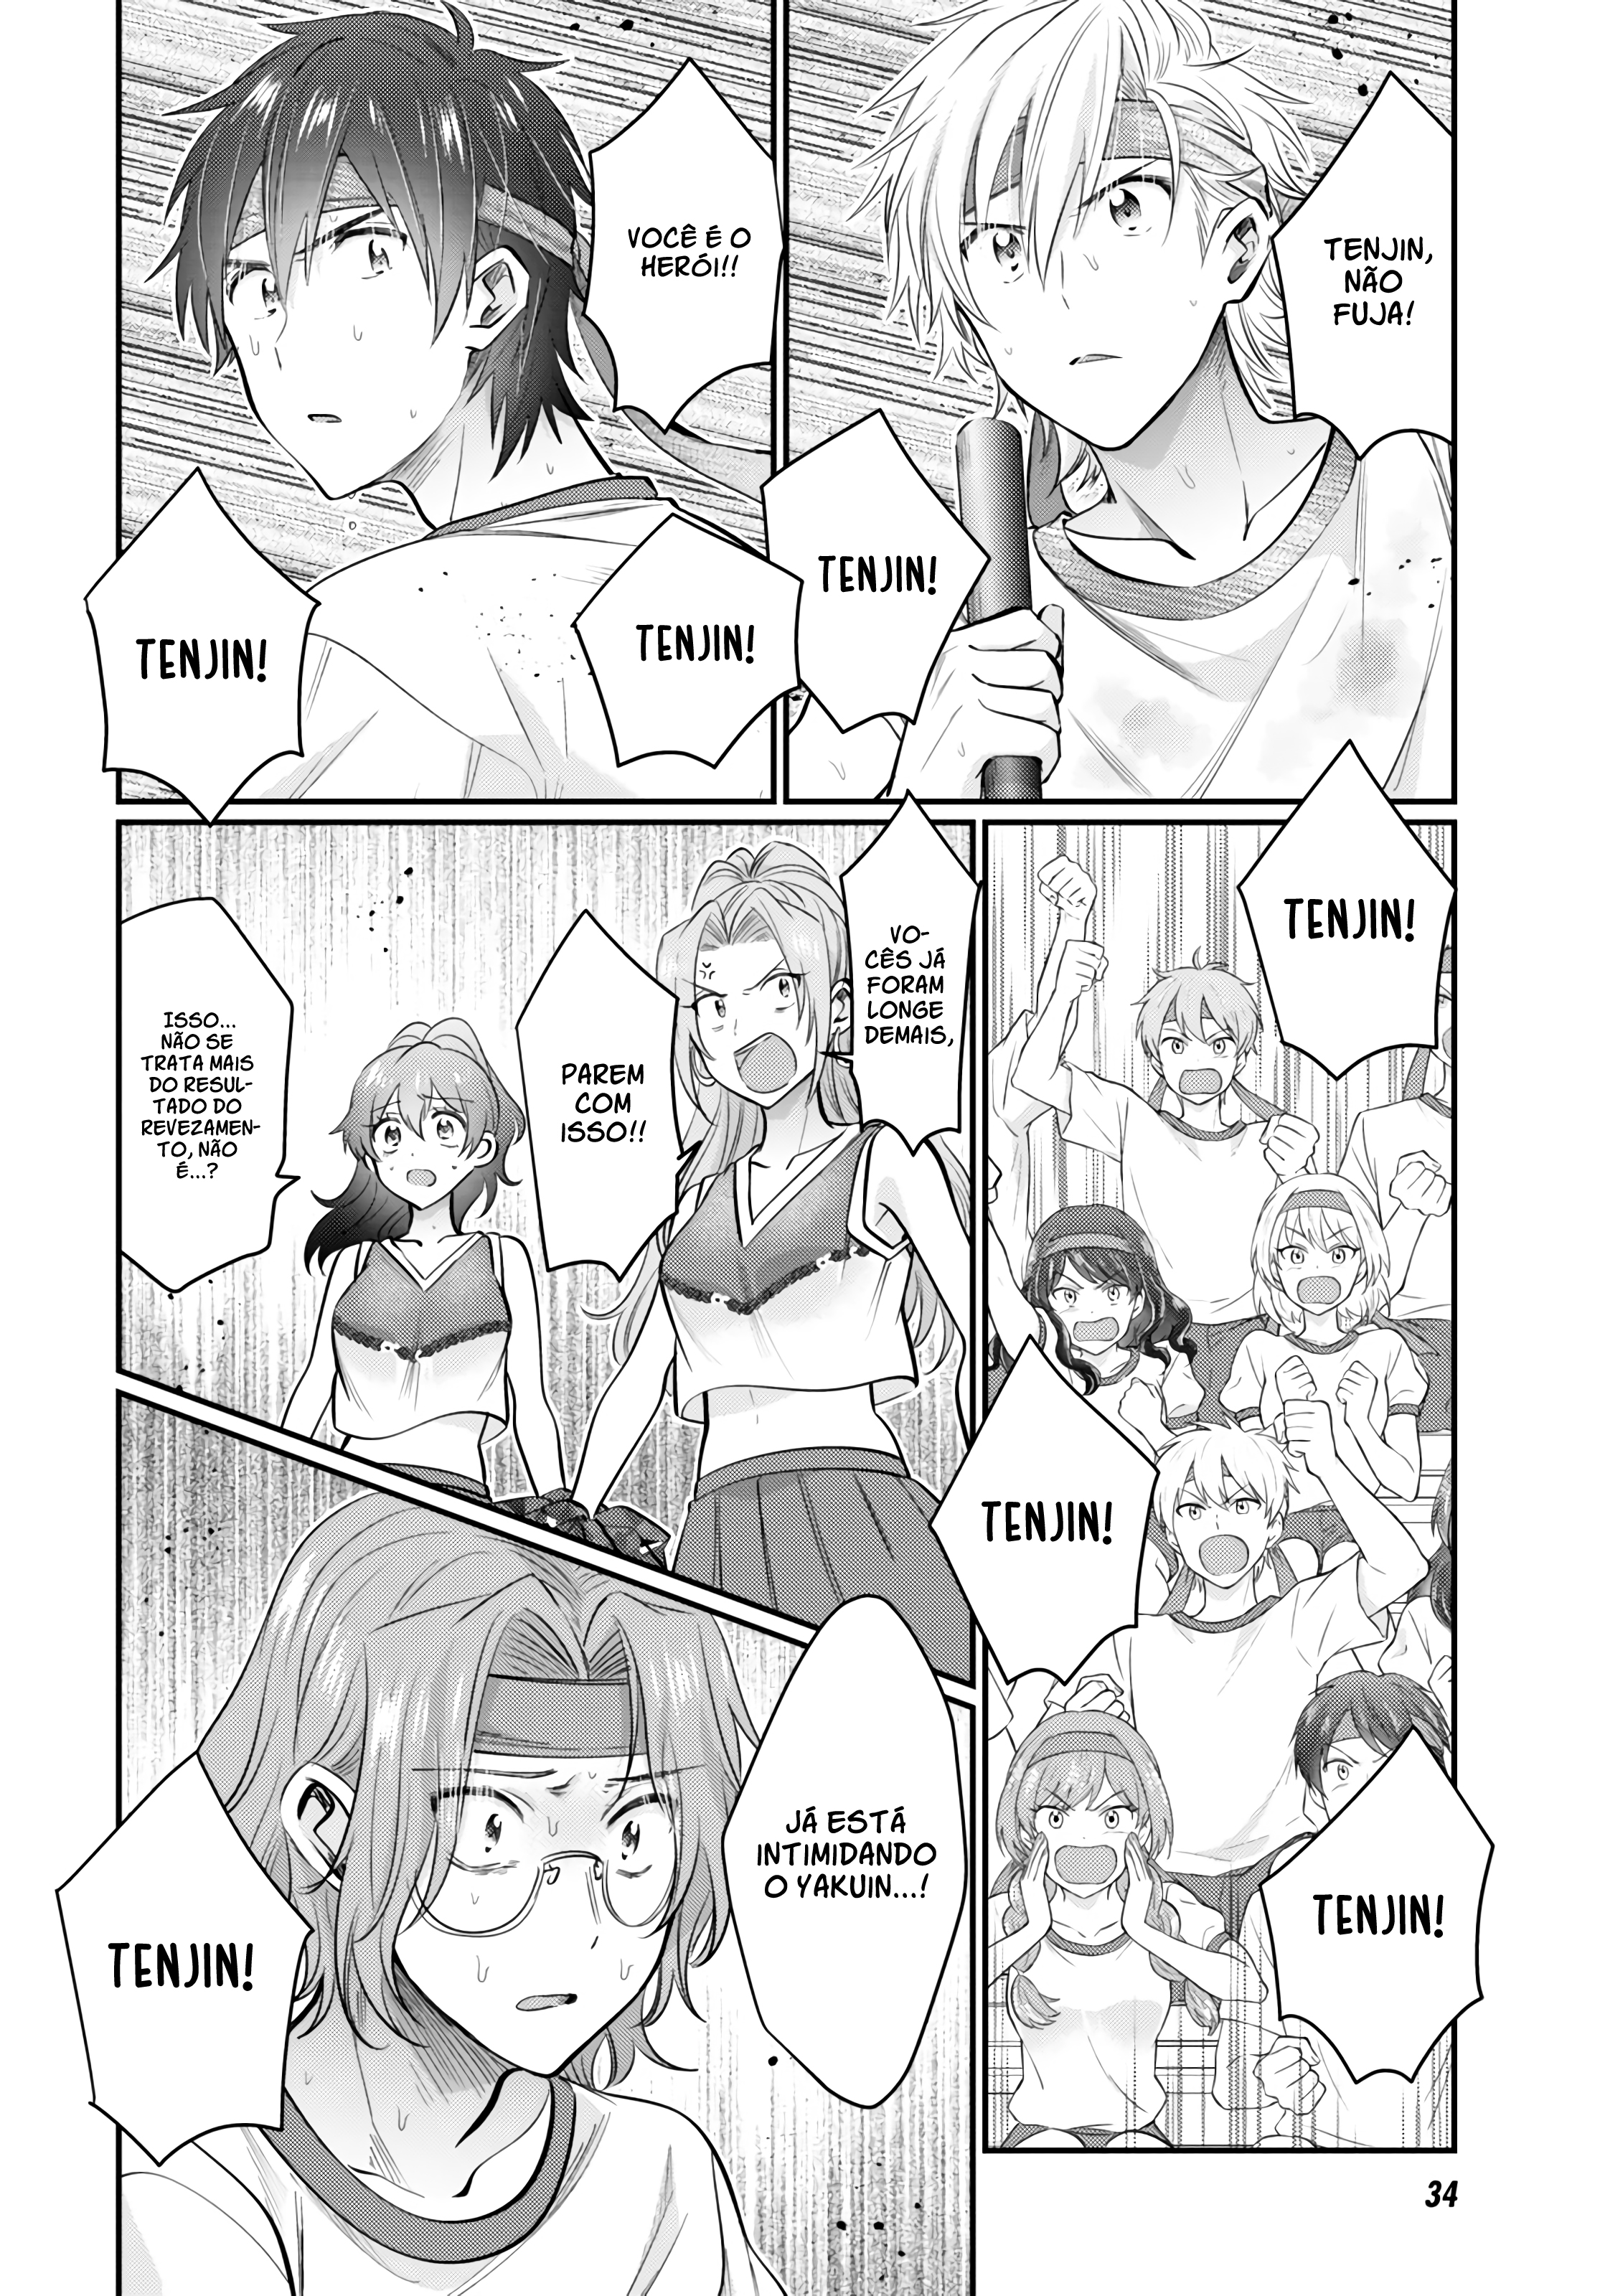 TENJIN,
NÃO
FUJA!
VOCÊ É O
HERÓI!!
TENJIN!
TENJIN!
TENJIN!
TENJIN!
VO-
CÊS JÁ
FORAM
LONGE
DEMAIS,
PAREM
COM
ISSO!!
ISSO...
NÃO SE
TRATA MAIS
DO RESUL-
TADO DO
REVEZAMEN-
TO, NÃO
É...?
TENJIN!
TENJIN!
JÁ ESTÁ
INTIMIDANDO
O YAKUIN...!
TENJIN!
34